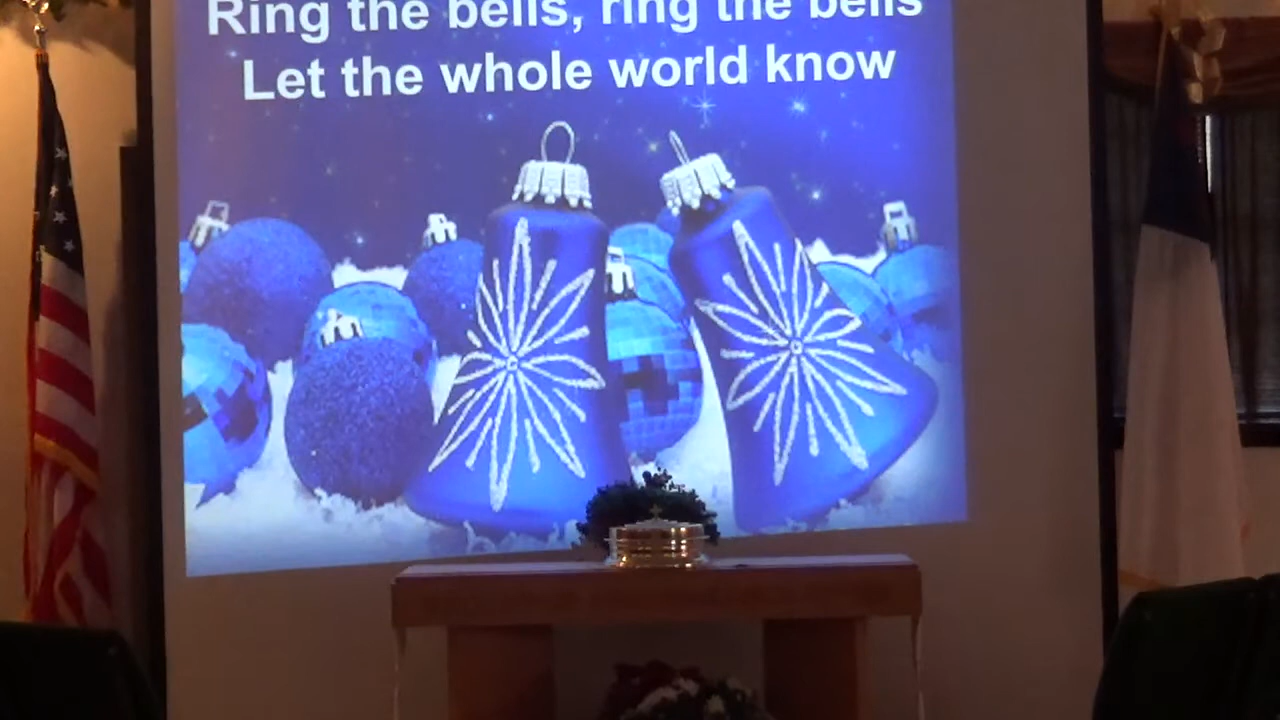 Ring the bells, ring the bells
Let the whole world know